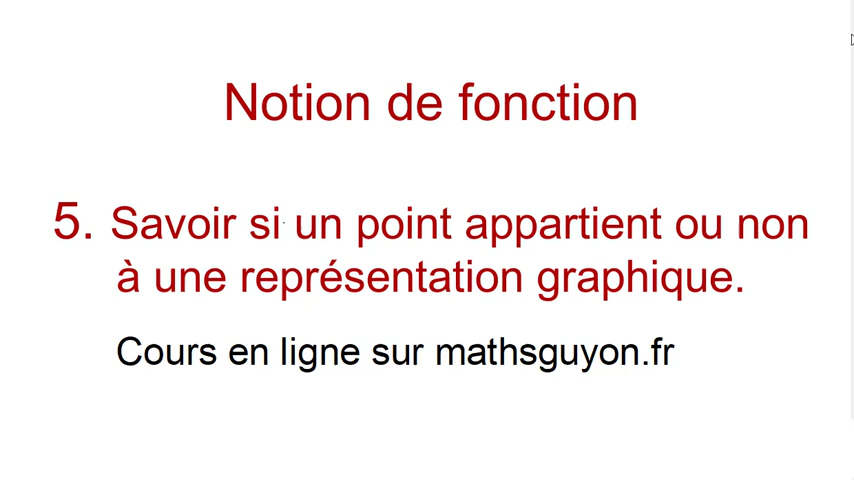 Notion de fonction
5. Savoir si un point appartient ou non
à une représentation graphique.
Cours en ligne sur mathsguyon.fr